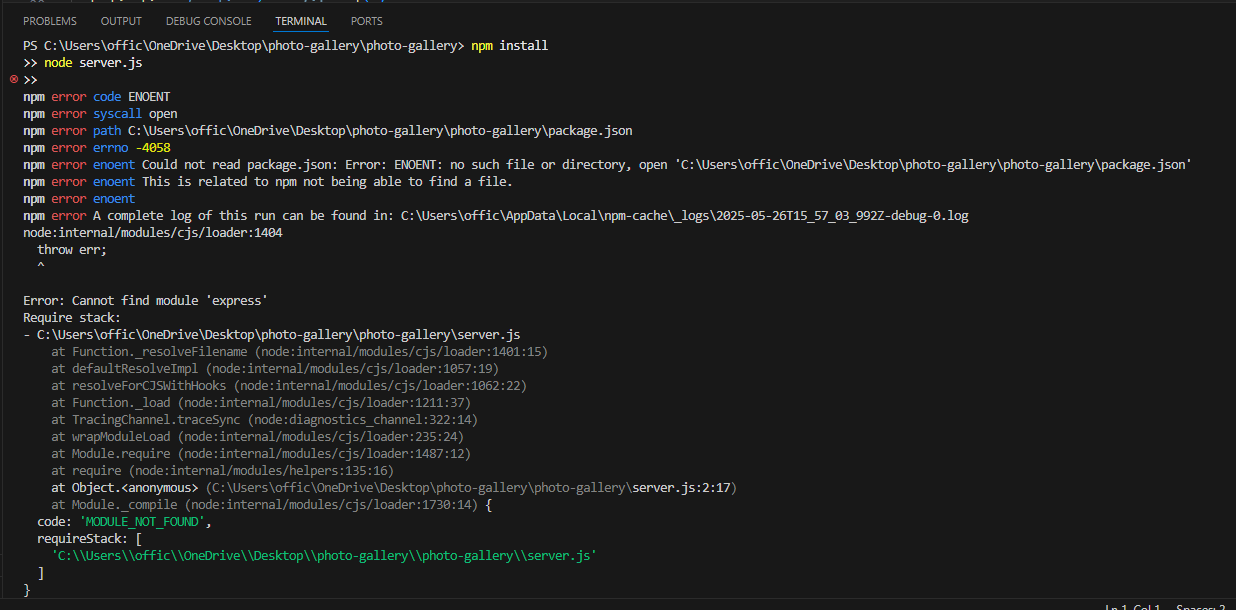 PROBLEMS OUTPUT DEBUG CONSOLE TERMINAL PORTS
PS C:\Users\offic\OneDrive\Desktop\photo-gallery\photo-gallery> npm install
>> node server.js
>>
npm error code ENOENT
npm error syscall open
npm error path C:\Users\offic\OneDrive\Desktop\photo-gallery\photo-gallery\package.json
npm error errno -4058
npm error enoent Could not read package.json: Error: ENOENT: no such file or directory, open 'C:\Users\offic\OneDrive\Desktop\photo-gallery\photo-gallery\package.json'
npm error enoent This is related to npm not being able to find a file.
npm error enoent
npm error A complete log of this run can be found in: C:\Users\offic\AppData\Local\npm-cache\_logs\2025-05-26T15_57_03_992Z-debug-0.log
node:internal/modules/cjs/loader:1404
  throw err;
  ^

Error: Cannot find module 'express'
Require stack:
- C:\Users\offic\OneDrive\Desktop\photo-gallery\photo-gallery\server.js
    at Function._resolveFilename (node:internal/modules/cjs/loader:1401:15)
    at defaultResolveImpl (node:internal/modules/cjs/loader:1057:19)
    at resolveForCJSWithHooks (node:internal/modules/cjs/loader:1062:22)
    at Function._load (node:internal/modules/cjs/loader:1211:37)
    at TracingChannel.traceSync (node:diagnostics_channel:322:14)
    at wrapModuleLoad (node:internal/modules/cjs/loader:235:24)
    at Module.require (node:internal/modules/cjs/loader:1487:12)
    at require (node:internal/modules/helpers:135:16)
    at Object.<anonymous> (C:\Users\offic\OneDrive\Desktop\photo-gallery\photo-gallery\server.js:2:17)
    at Module._compile (node:internal/modules/cjs/loader:1730:14) {
  code: 'MODULE_NOT_FOUND',
  requireStack: [
    'C:\\Users\\offic\\OneDrive\\Desktop\\photo-gallery\\photo-gallery\\server.js'
  ]
}
Ln 1, Col 1 Spaces: 2